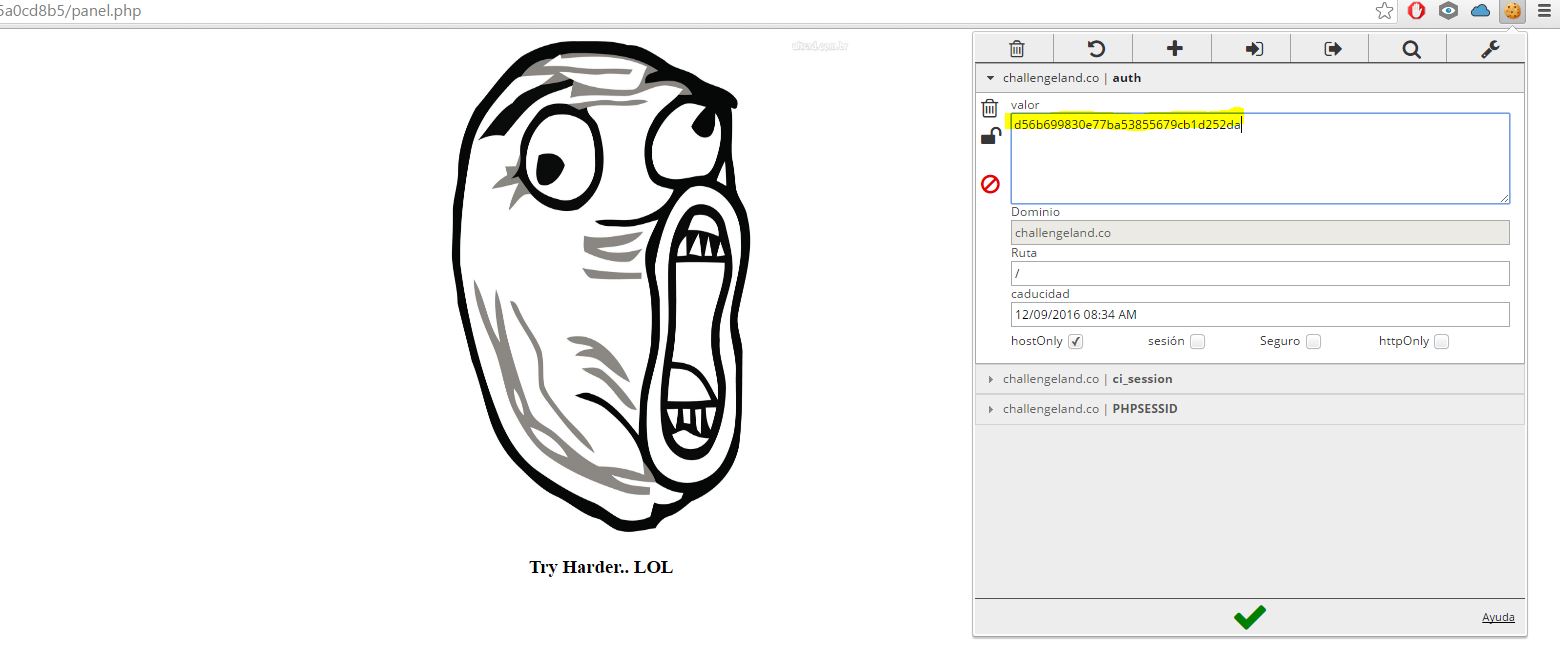 5a0cd8b5/panel.php
challengeland.co | auth
valor
d56b699830e77ba53855679cb1d252da
Dominio
challengeland.co
Ruta
/
caducidad
12/09/2016 08:34 AM
hostOnly sesión Seguro httpOnly
challengeland.co | ci_session
challengeland.co | PHPSESSID
Try Harder.. LOL
Ayuda